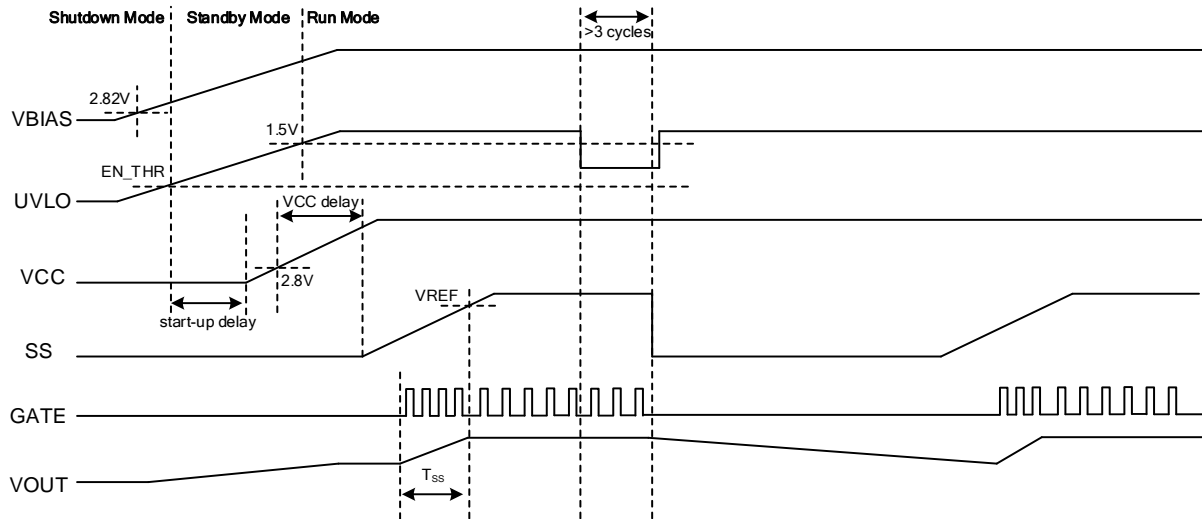 Shutdown Mode Standby Mode Run Mode
>3 cycles
2.82V
VBIAS
1.5V
EN_THR
UVLO
VCC delay
VCC
2.8V
start-up delay
VREF
SS
GATE
VOUT
TSS